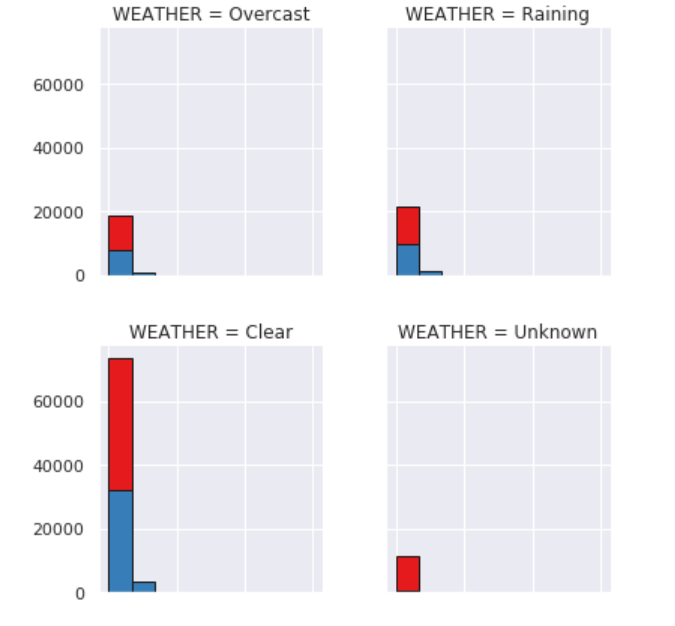 WEATHER = Overcast
WEATHER = Raining
60000
40000
20000
0
WEATHER = Clear
WEATHER = Unknown
60000
40000
20000
0